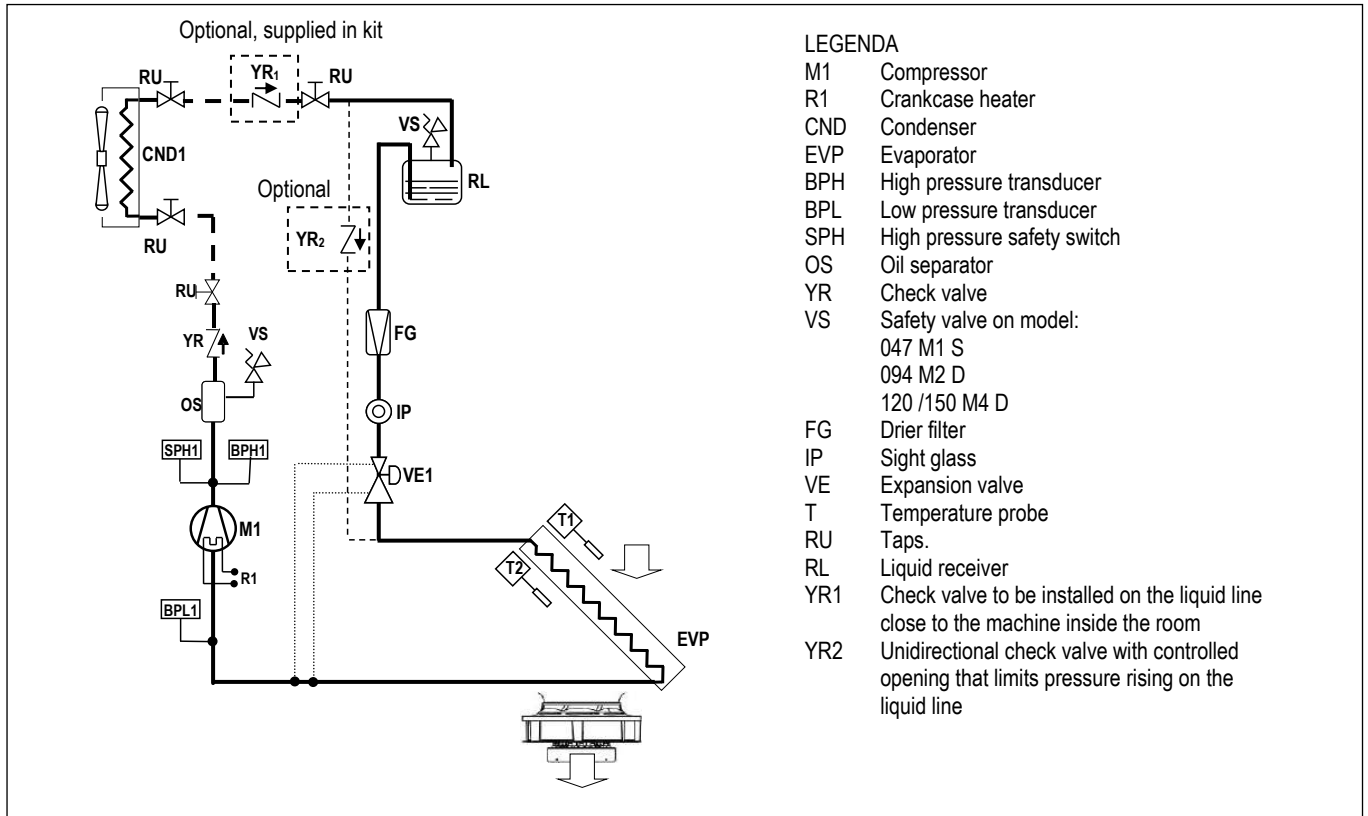 Optional, supplied in kit
RU
YR1
RU
VS
CND1
RL
Optional
RU
YR2
RU
YR
VS
FG
OS
IP
SPH1
BPH1
VE1
M1
T1
R1
T2
BPL1
EVP
LEGENDA
M1 Compressor
R1 Crankcase heater
CND Condenser
EVP Evaporator
BPH High pressure transducer
BPL Low pressure transducer
SPH High pressure safety switch
OS Oil separator
YR Check valve
VS Safety valve on model:
047 M1 S
094 M2 D
120 /150 M4 D
FG Drier filter
IP Sight glass
VE Expansion valve
T Temperature probe
RU Taps.
RL Liquid receiver
YR1 Check valve to be installed on the liquid line
close to the machine inside the room
YR2 Unidirectional check valve with controlled
opening that limits pressure rising on the
liquid line